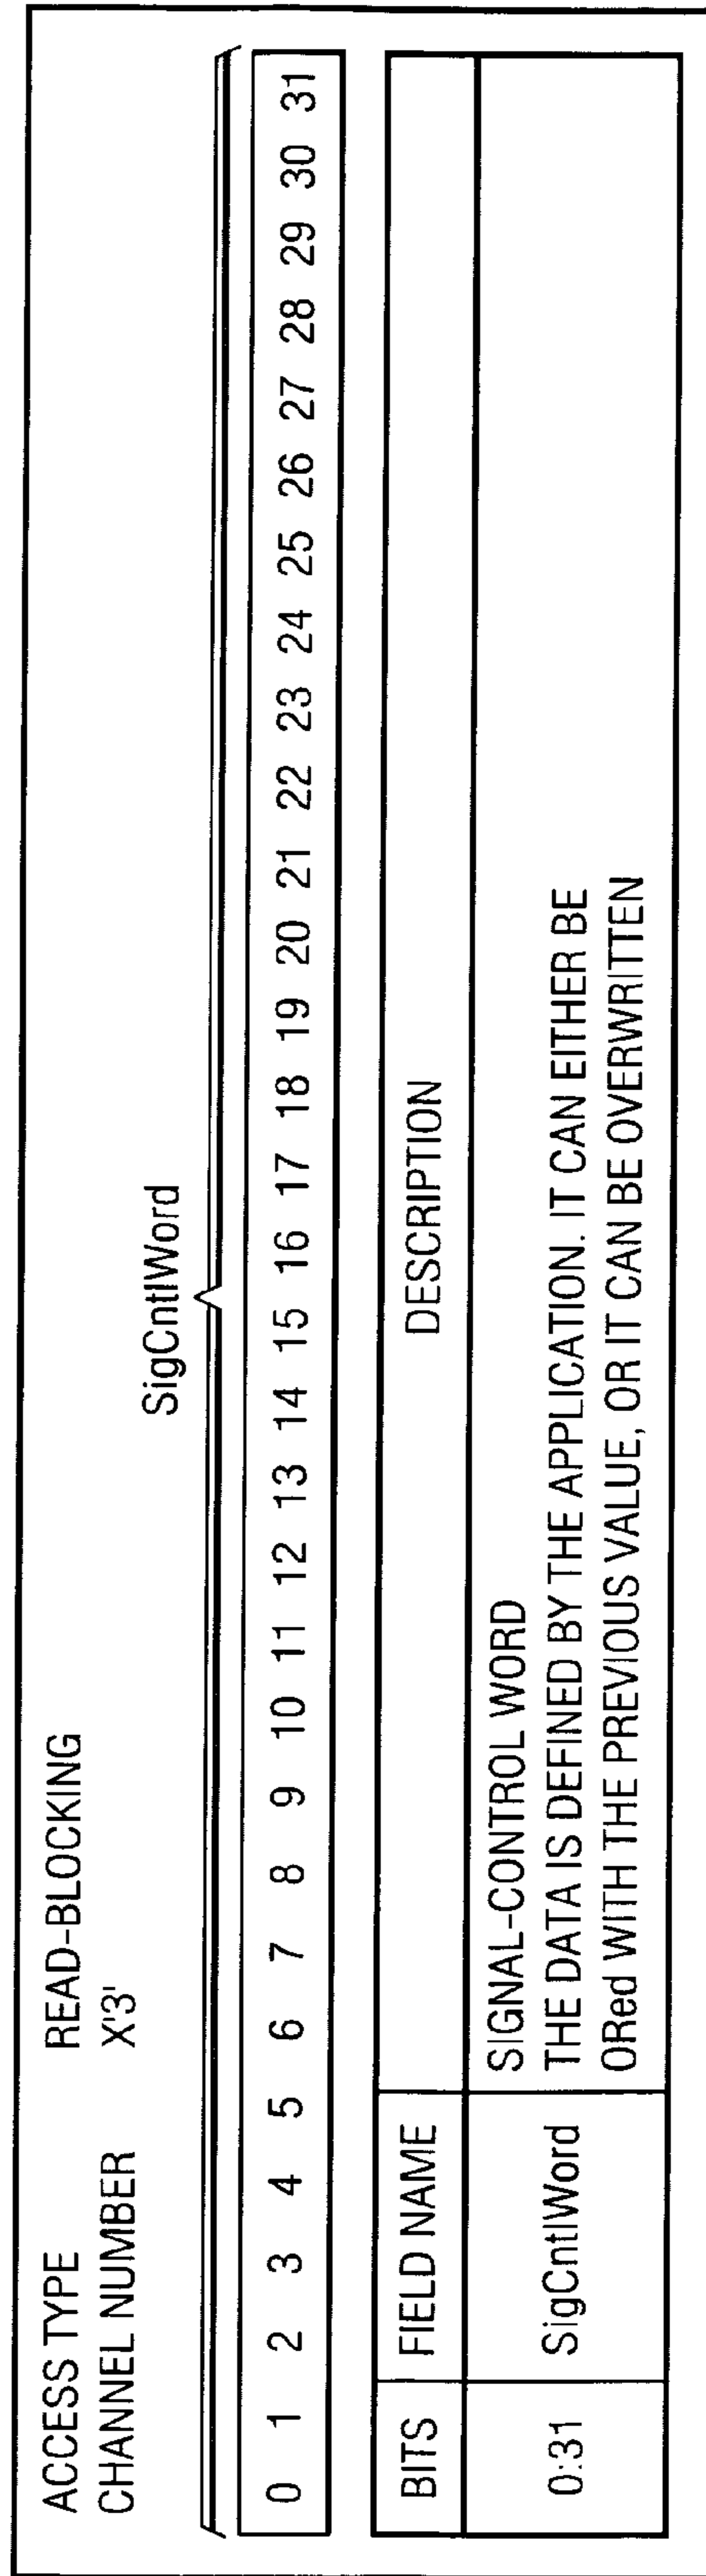 ACCESS TYPE READ-BLOCKING
CHANNEL NUMBER X'3'
SigCntlWord
0 1 2 3 4 5 6 7 8 9 10 11 12 13 14 15 16 17 18 19 20 21 22 23 24 25 26 27 28 29 30 31
BITS FIELD NAME DESCRIPTION
0:31 SigCntlWord SIGNAL-CONTROL WORD
THE DATA IS DEFINED BY THE APPLICATION. IT CAN EITHER BE
ORed WITH THE PREVIOUS VALUE, OR IT CAN BE OVERWRITTEN